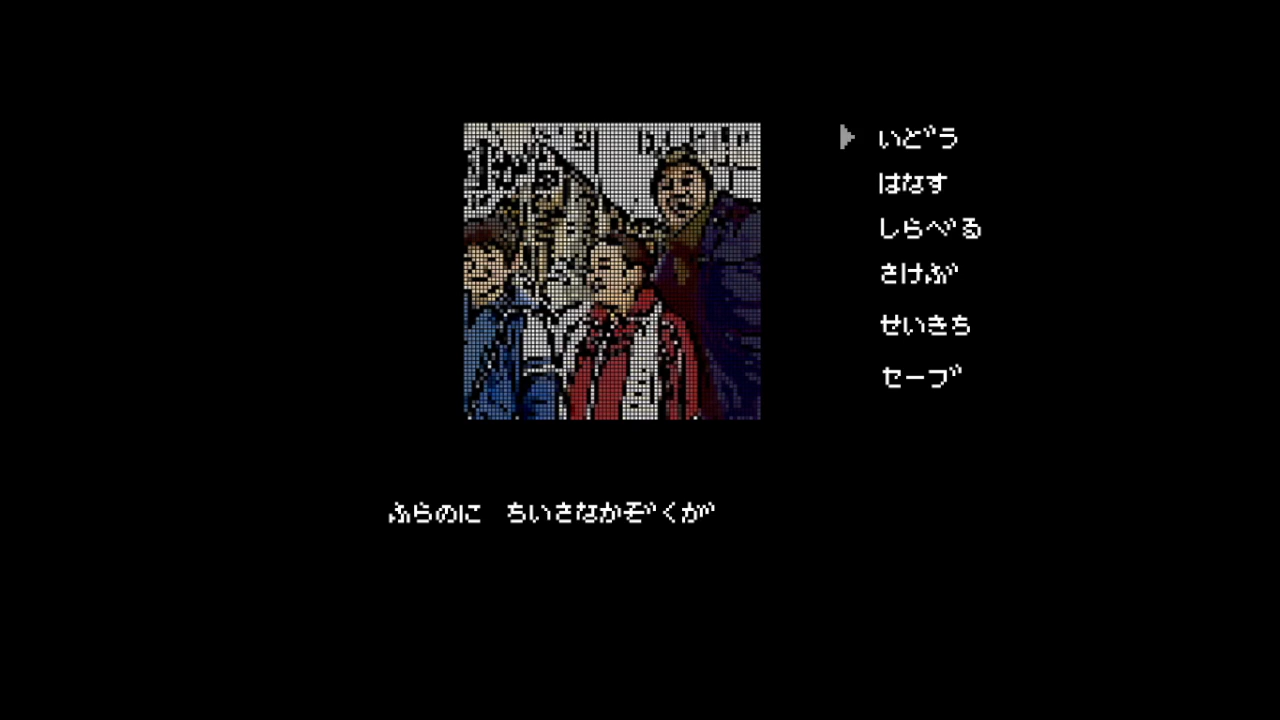 いどう
はなす
しらべる
さけぶ
せいきち
セーブ
ふらのに　ちいさなかぞくが